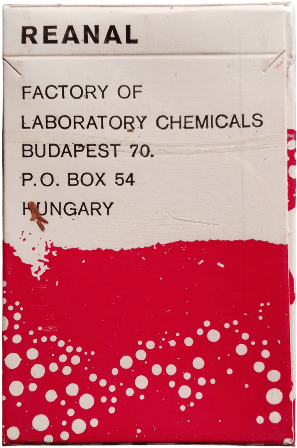 REANAL
FACTORY OF
LABORATORY CHEMICALS
BUDAPEST 70.
P.O. BOX 54
HUNGARY